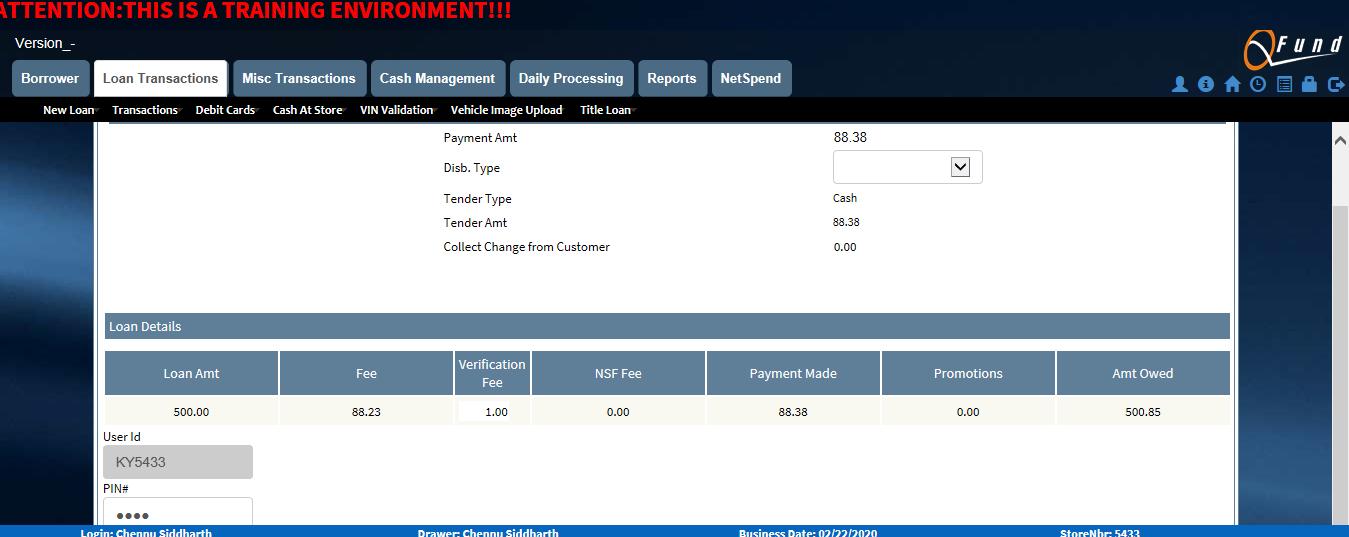 ATTENTION:THIS IS A TRAINING ENVIRONMENT!!!
Version_-
QFund
Borrower Loan Transactions Misc Transactions Cash Management Daily Processing Reports NetSpend
New Loan Transactions Debit Cards Cash At Store VIN Validation Vehicle Image Upload Title Loan
Payment Amt 88.38
Disb. Type
Tender Type Cash
Tender Amt 88.38
Collect Change from Customer 0.00
Loan Details
Loan Amt Fee Verification Fee NSF Fee Payment Made Promotions Amt Owed
500.00 88.23 1.00 0.00 88.38 0.00 500.85
User Id
KY5433
PIN#
••••
Login: Chennu Siddharth Drawer: Chennu Siddharth Business Date: 02/22/2020 StoreNbr: 5433